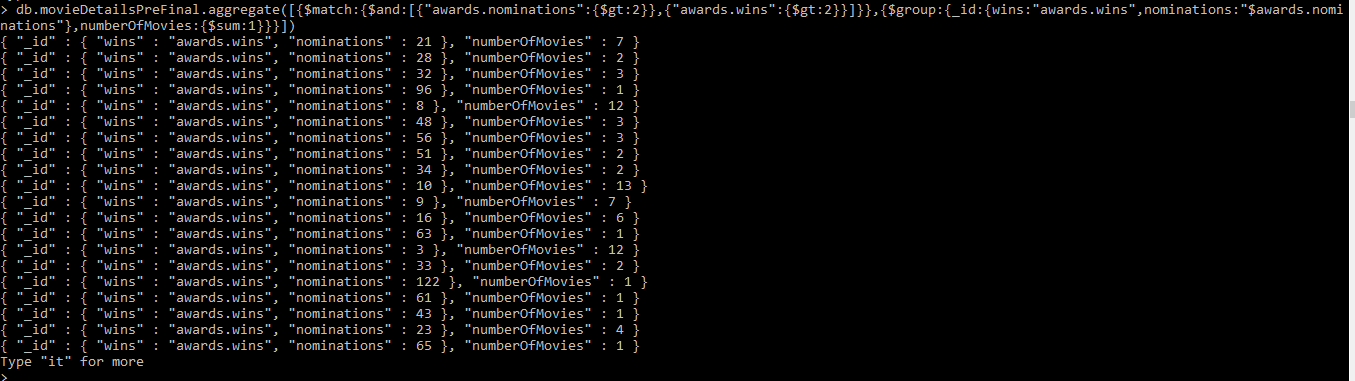 > db.movieDetailsPreFinal.aggregate([{$match:{$and:[{"awards.nominations":{$gt:2}},{"awards.wins":{$gt:2}}]}},{$group:{_id:{wins:"awards.wins",nominations:"$awards.nomi
nations"},numberOfMovies:{$sum:1}}}])
{ "_id" : { "wins" : "awards.wins", "nominations" : 21 }, "numberOfMovies" : 7 }
{ "_id" : { "wins" : "awards.wins", "nominations" : 28 }, "numberOfMovies" : 2 }
{ "_id" : { "wins" : "awards.wins", "nominations" : 32 }, "numberOfMovies" : 3 }
{ "_id" : { "wins" : "awards.wins", "nominations" : 96 }, "numberOfMovies" : 1 }
{ "_id" : { "wins" : "awards.wins", "nominations" : 8 }, "numberOfMovies" : 12 }
{ "_id" : { "wins" : "awards.wins", "nominations" : 48 }, "numberOfMovies" : 3 }
{ "_id" : { "wins" : "awards.wins", "nominations" : 56 }, "numberOfMovies" : 3 }
{ "_id" : { "wins" : "awards.wins", "nominations" : 51 }, "numberOfMovies" : 2 }
{ "_id" : { "wins" : "awards.wins", "nominations" : 34 }, "numberOfMovies" : 2 }
{ "_id" : { "wins" : "awards.wins", "nominations" : 10 }, "numberOfMovies" : 13 }
{ "_id" : { "wins" : "awards.wins", "nominations" : 9 }, "numberOfMovies" : 7 }
{ "_id" : { "wins" : "awards.wins", "nominations" : 16 }, "numberOfMovies" : 6 }
{ "_id" : { "wins" : "awards.wins", "nominations" : 63 }, "numberOfMovies" : 1 }
{ "_id" : { "wins" : "awards.wins", "nominations" : 3 }, "numberOfMovies" : 12 }
{ "_id" : { "wins" : "awards.wins", "nominations" : 33 }, "numberOfMovies" : 2 }
{ "_id" : { "wins" : "awards.wins", "nominations" : 122 }, "numberOfMovies" : 1 }
{ "_id" : { "wins" : "awards.wins", "nominations" : 61 }, "numberOfMovies" : 1 }
{ "_id" : { "wins" : "awards.wins", "nominations" : 43 }, "numberOfMovies" : 1 }
{ "_id" : { "wins" : "awards.wins", "nominations" : 23 }, "numberOfMovies" : 4 }
{ "_id" : { "wins" : "awards.wins", "nominations" : 65 }, "numberOfMovies" : 1 }
Type "it" for more
>